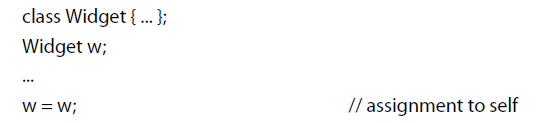 class Widget { ... };
Widget w;
...
w = w; // assignment to self